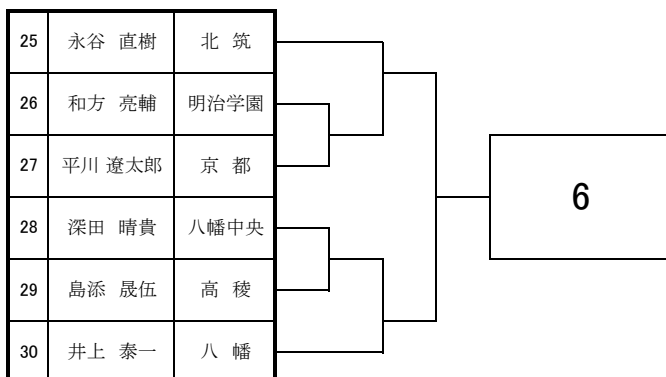 25 永谷 直樹 北 筑
26 和方 亮輔 明治学園
27 平川 遼太郎 京 都
28 深田 晴貴 八幡中央
29 島添 晟伍 高 稜
30 井上 泰一 八 幡
6